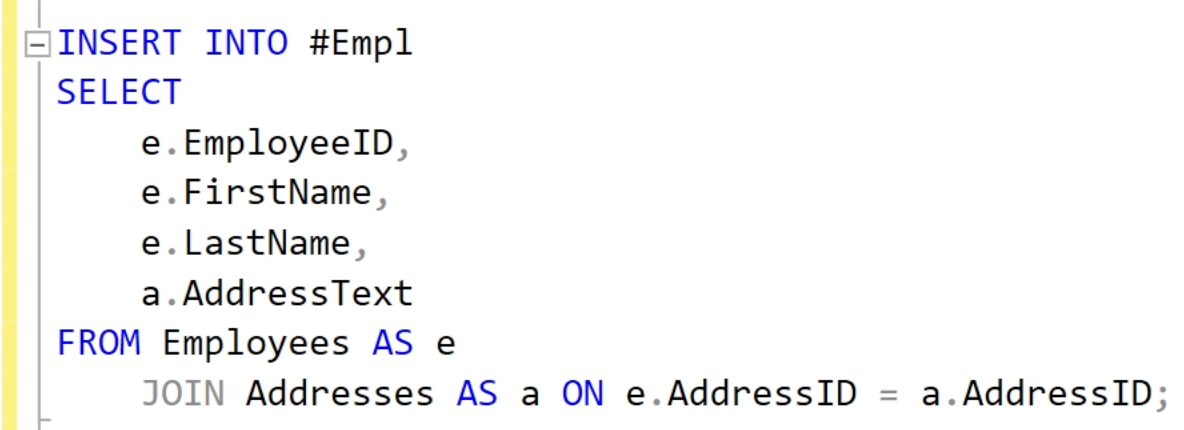 INSERT INTO #Empl
SELECT
    e.EmployeeID,
    e.FirstName,
    e.LastName,
    a.AddressText
FROM Employees AS e
    JOIN Addresses AS a ON e.AddressID = a.AddressID;